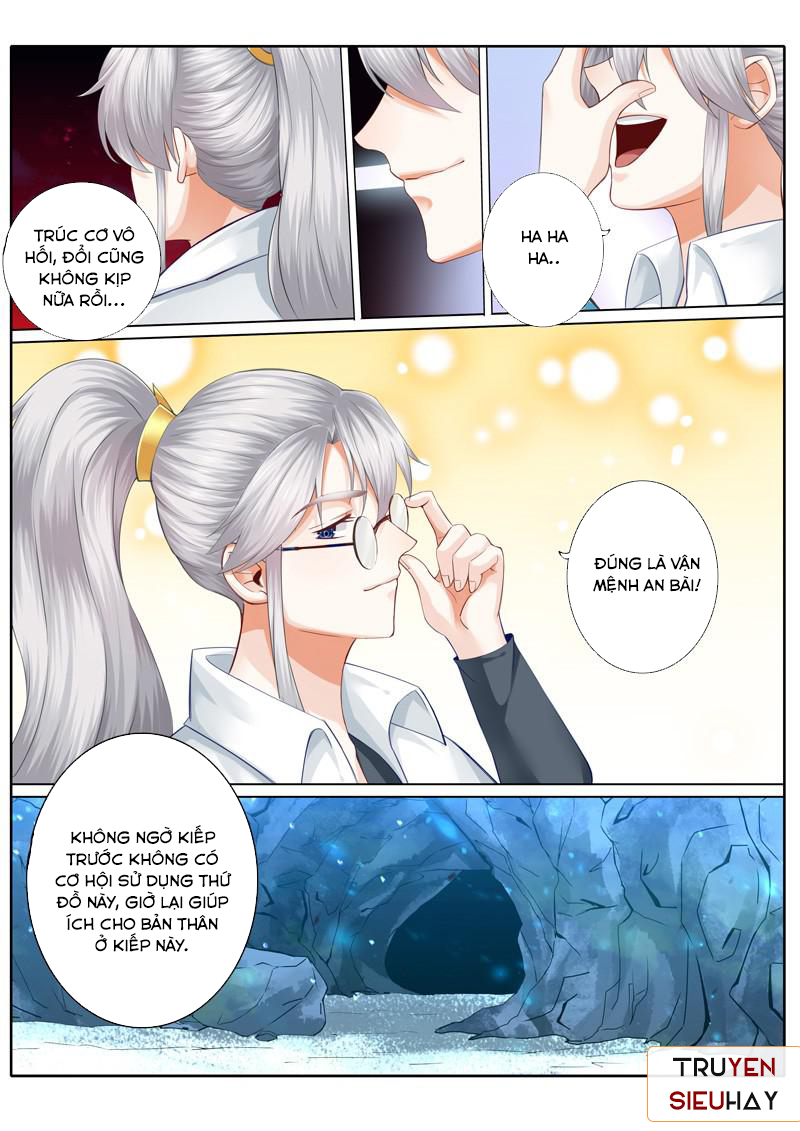 TRÚC CƠ VÔ
HỐI, ĐỔI CŨNG
KHÔNG KỊP
NỮA RỒI...
HA HA
HA..
ĐÚNG LÀ VẬN
MỆNH AN BÀI!
KHÔNG NGỜ KIẾP
TRƯỚC KHÔNG CÓ
CƠ HỘI SỬ DỤNG THỨ
ĐỒ NÀY, GIỜ LẠI GIÚP
ÍCH CHO BẢN THÂN
Ở KIẾP NÀY.
TRUYEN
SIEUHAY